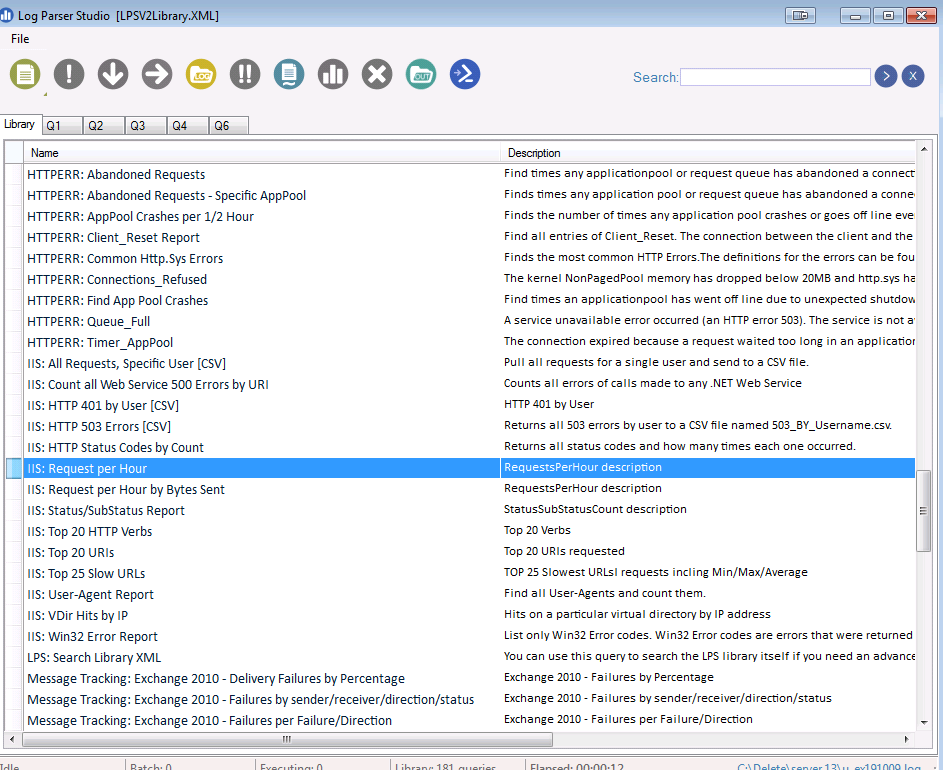 Log Parser Studio [LPSV2Library.XML]
File
LOG
OUT
Search:
X
Library Q1 Q2 Q3 Q4 Q6
Name Description
HTTPERR: Abandoned Requests Find times any applicationpool or request queue has abandoned a connect
HTTPERR: Abandoned Requests - Specific AppPool Finds times any application pool or request queue has abandoned a conne
HTTPERR: AppPool Crashes per 1/2 Hour Finds the number of times any application pool crashes or goes off line eve
HTTPERR: Client_Reset Report Find all entries of Client_Reset. The connection between the client and the
HTTPERR: Common Http.Sys Errors Finds the most common HTTP Errors.The definitions for the errors can be fou
HTTPERR: Connections_Refused The kernel NonPagedPool memory has dropped below 20MB and http.sys ha
HTTPERR: Find App Pool Crashes Find times an applicationpool has went off line due to unexpected shutdow
HTTPERR: Queue_Full A service unavailable error occurred (an HTTP error 503). The service is not a
HTTPERR: Timer_AppPool The connection expired because a request waited too long in an application
IIS: All Requests, Specific User [CSV] Pull all requests for a single user and send to a CSV file.
IIS: Count all Web Service 500 Errors by URI Counts all errors of calls made to any .NET Web Service
IIS: HTTP 401 by User [CSV] HTTP 401 by User
IIS: HTTP 503 Errors [CSV] Returns all 503 errors by user to a CSV file named 503_BY_Username.csv.
IIS: HTTP Status Codes by Count Returns all status codes and how many times each one occurred.
IIS: Request per Hour RequestsPerHour description
IIS: Request per Hour by Bytes Sent RequestsPerHour description
IIS: Status/SubStatus Report StatusSubStatusCount description
IIS: Top 20 HTTP Verbs Top 20 Verbs
IIS: Top 20 URIs Top 20 URIs requested
IIS: Top 25 Slow URLs TOP 25 Slowest URLsl requests incling Min/Max/Average
IIS: User-Agent Report Find all User-Agents and count them.
IIS: VDir Hits by IP Hits on a particular virtual directory by IP address
IIS: Win32 Error Report List only Win32 Error codes. Win32 Error codes are errors that were returned
LPS: Search Library XML You can use this query to search the LPS library itself if you need an advance
Message Tracking: Exchange 2010 - Delivery Failures by Percentage Exchange 2010 - Failures by Percentage
Message Tracking: Exchange 2010 - Failures by sender/receiver/direction/status Exchange 2010 - Failures by sender/receiver/direction/status
Message Tracking: Exchange 2010 - Failures per Failure/Direction Exchange 2010 - Failures per Failure/Direction
Idle Batch: 0 Executing: 0 Library: 181 queries Elapsed: 00:00:12 C:\Delete\server 13\u_ex191009.log